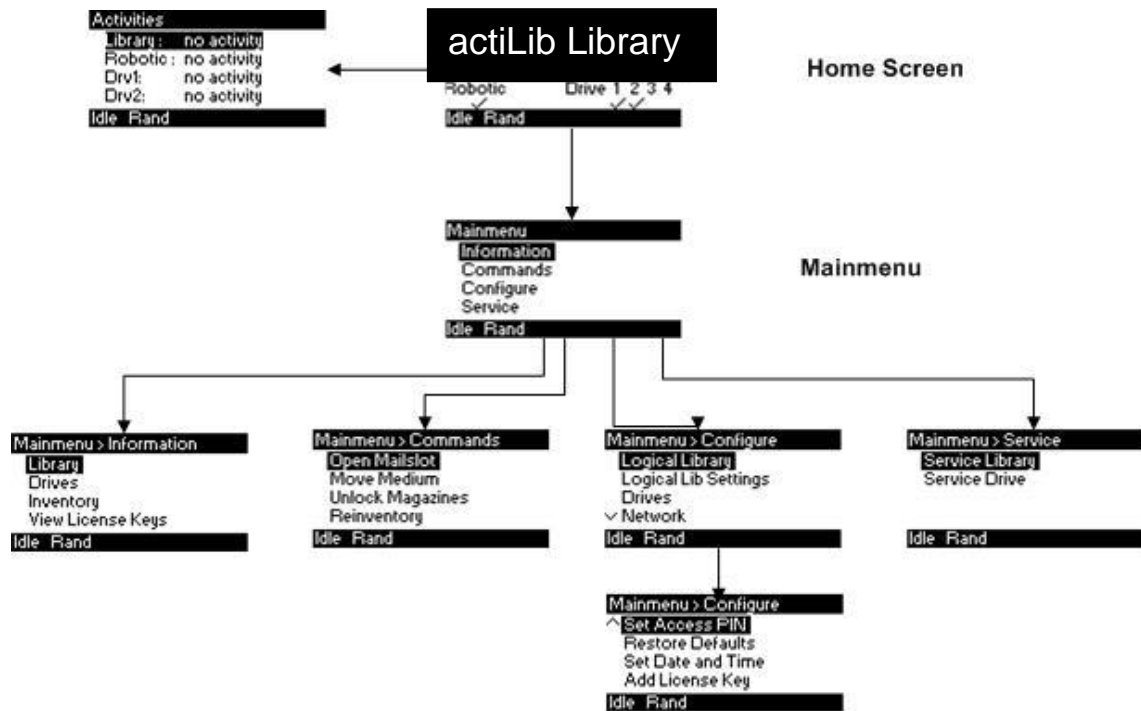 Activities
Library : no activity
Robotic : no activity
Drv1: no activity
Drv2: no activity
Idle Rand
actiLib Library
Robotic Drive 1 2 3 4
Idle Rand
Home Screen
Mainmenu
Information
Commands
Configure
Service
Idle Rand
Mainmenu
Mainmenu > Information
Library
Drives
Inventory
View License Keys
Idle Rand
Mainmenu > Commands
Open Mailslot
Move Medium
Unlock Magazines
Reinventory
Idle Rand
Mainmenu > Configure
Logical Library
Logical Lib Settings
Drives
Network
Idle Rand
Mainmenu > Service
Service Library
Service Drive
Idle Rand
Mainmenu > Configure
Set Access PIN
Restore Defaults
Set Date and Time
Add License Key
Idle Rand